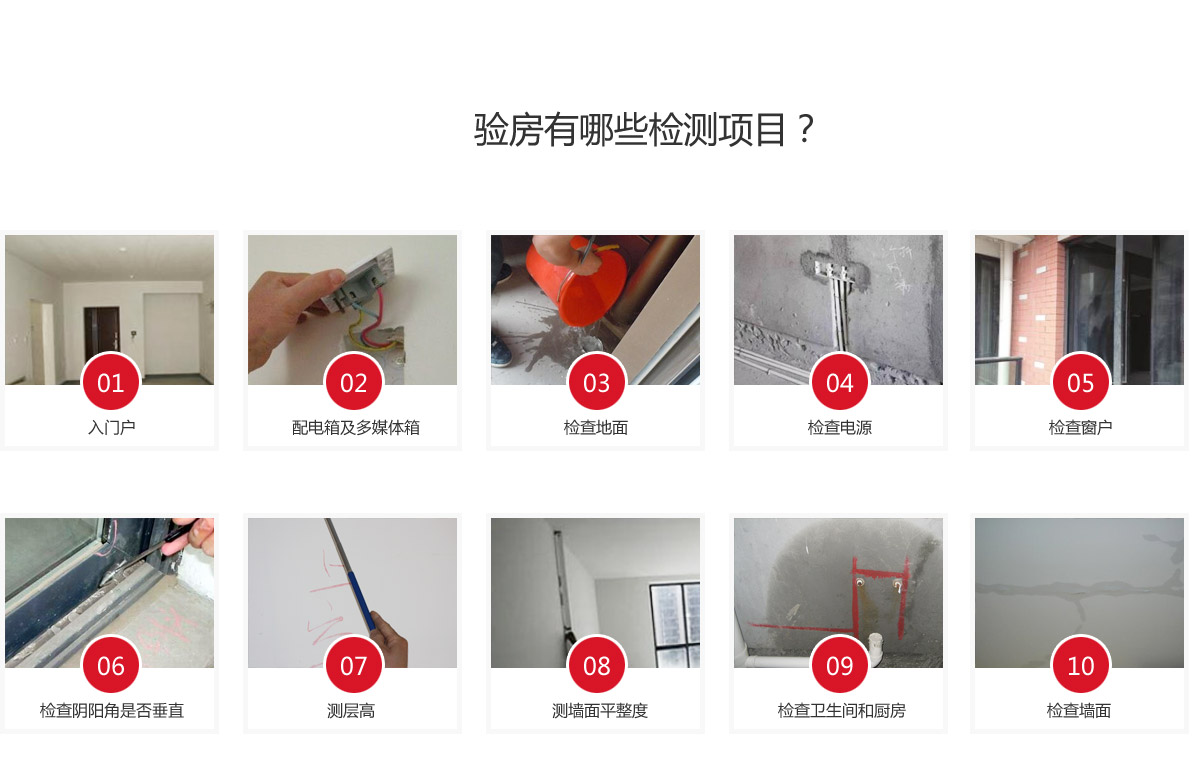 验房有哪些检测项目？
01
02
03
04
05
入门户
配电箱及多媒体箱
检查地面
检查电源
检查窗户
06
07
08
09
10
检查阴阳角是否垂直
测层高
测墙面平整度
检查卫生间和厨房
检查墙面